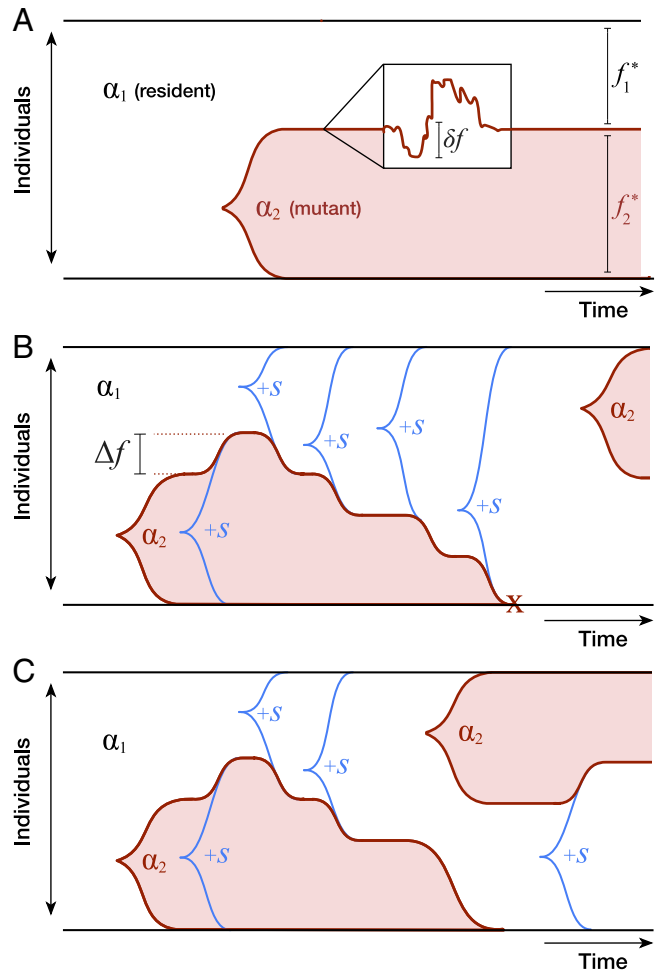 A
Individuals
α1 (resident)
f1*
δf
α2 (mutant)
f2*
Time
B
Individuals
α1
+s
+s
+s
+s
α2
Δf
α2
+s
X
Time
C
Individuals
α1
+s
+s
α2
α2
+s
+s
Time